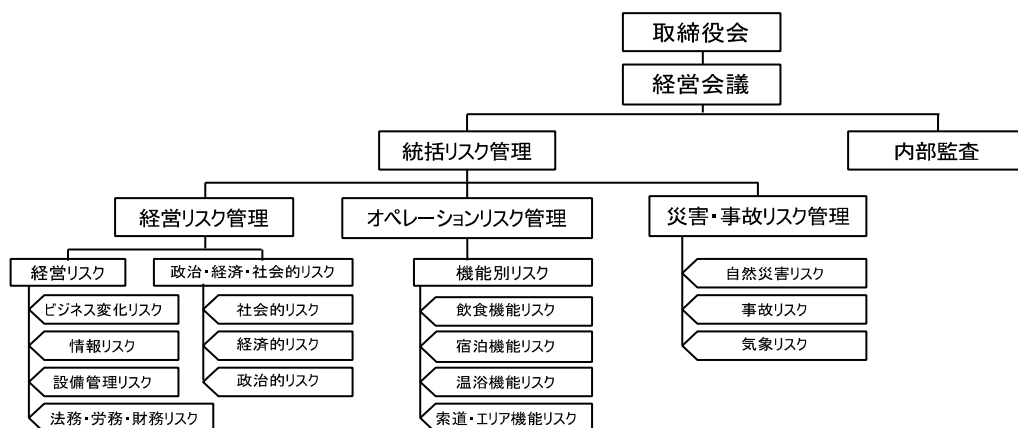 取締役会
経営会議
統括リスク管理
内部監査
経営リスク管理
オペレーションリスク管理
災害・事故リスク管理
経営リスク
政治・経済・社会的リスク
機能別リスク
自然災害リスク
ビジネス変化リスク
社会的リスク
飲食機能リスク
事故リスク
情報リスク
経済的リスク
宿泊機能リスク
気象リスク
設備管理リスク
政治的リスク
温浴機能リスク
法務・労務・財務リスク
索道・エリア機能リスク